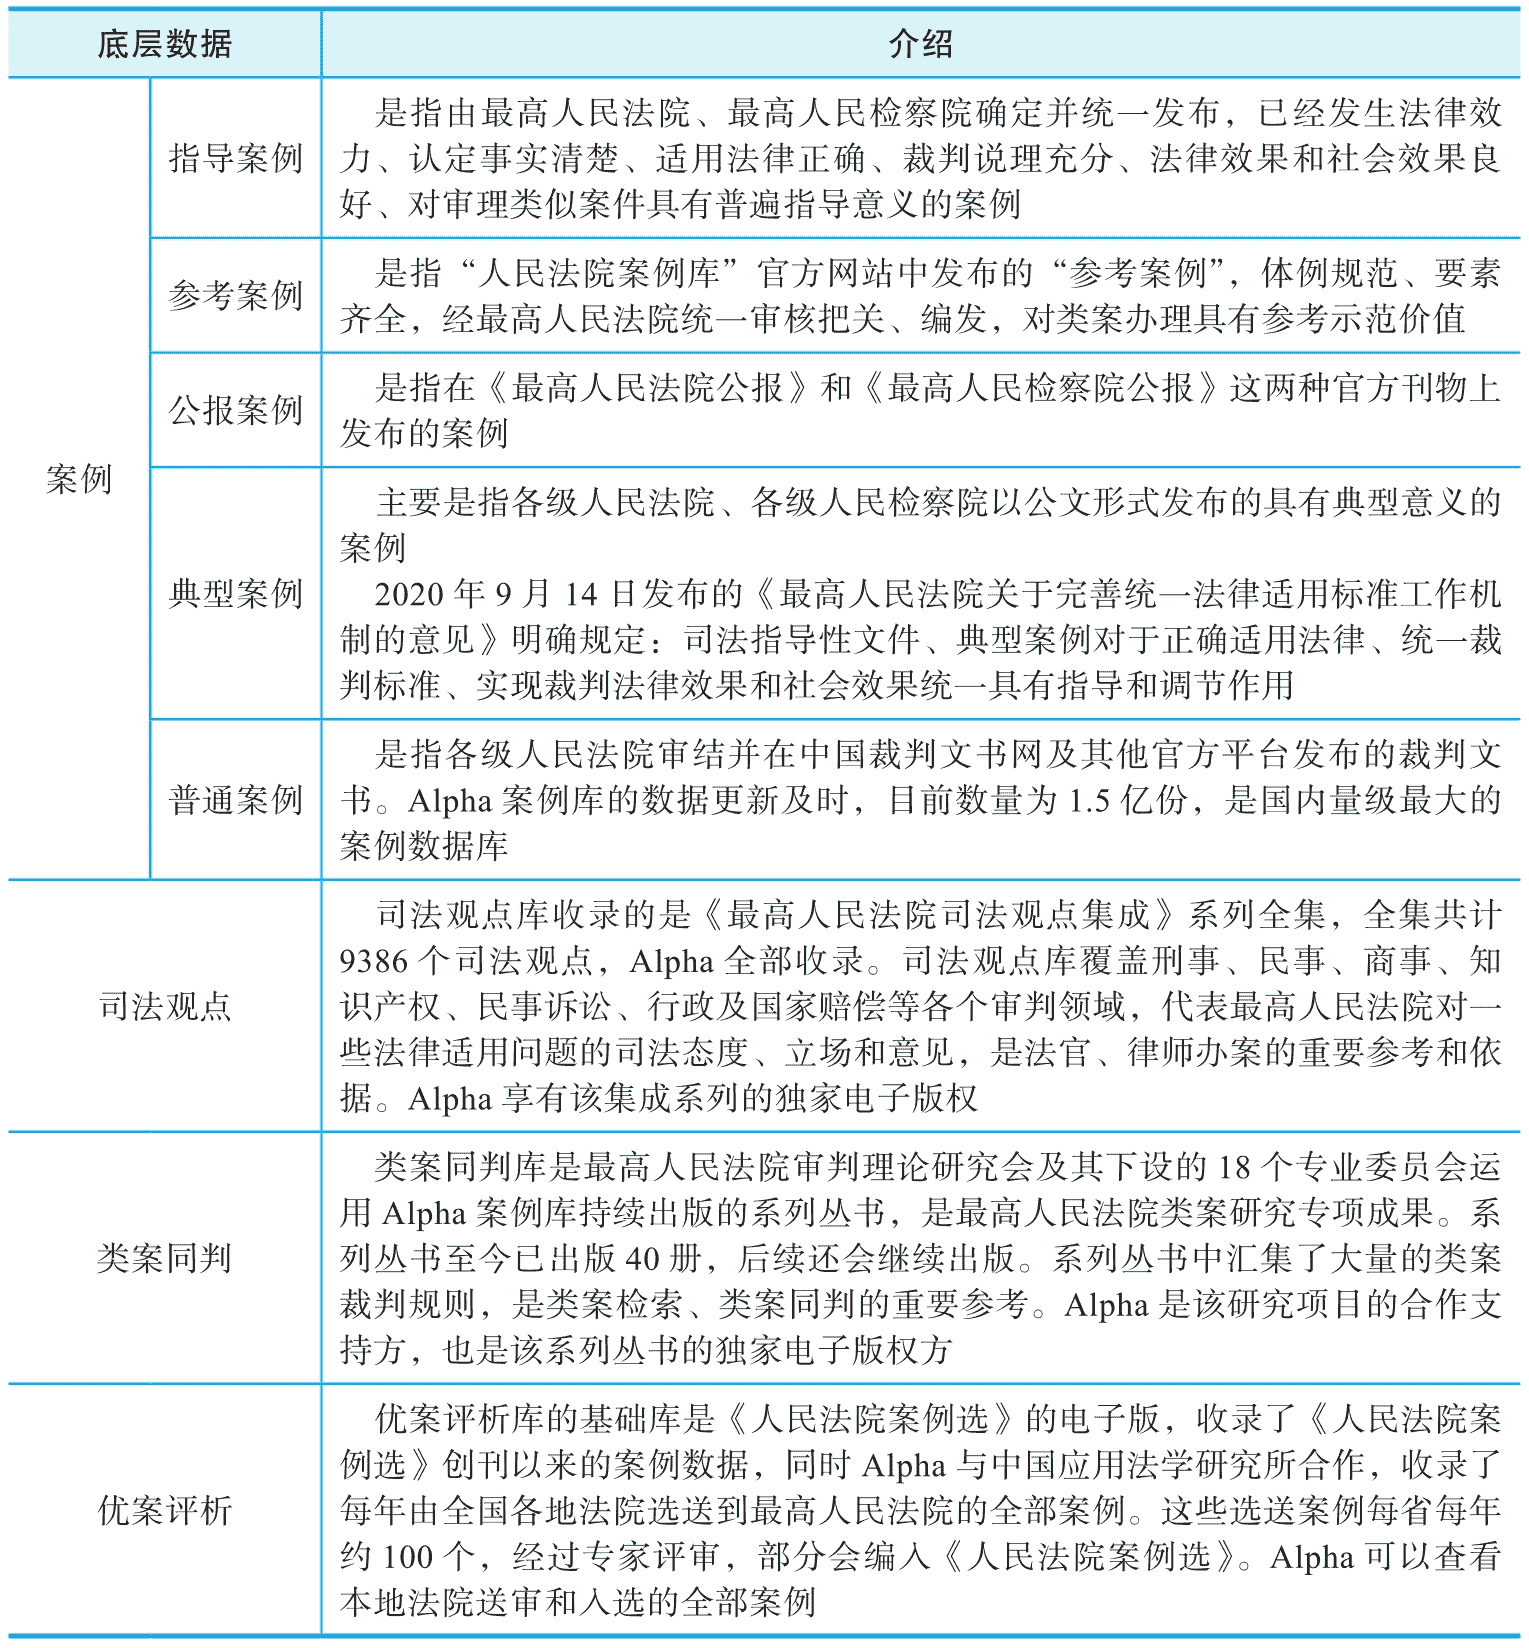 底层数据 介绍
案例
指导案例
是指由最高人民法院、最高人民检察院确定并统一发布，已经发生法律效
力、认定事实清楚、适用法律正确、裁判说理充分、法律效果和社会效果良
好、对审理类似案件具有普遍指导意义的案例
参考案例
是指“人民法院案例库”官方网站中发布的“参考案例”，体例规范、要素
齐全，经最高人民法院统一审核把关、编发，对类案办理具有参考示范价值
公报案例
是指在《最高人民法院公报》和《最高人民检察院公报》这两种官方刊物上
发布的案例
典型案例
主要是指各级人民法院、各级人民检察院以公文形式发布的具有典型意义的
案例
2020 年 9 月 14 日发布的《最高人民法院关于完善统一法律适用标准工作机
制的意见》明确规定：司法指导性文件、典型案例对于正确适用法律、统一裁
判标准、实现裁判法律效果和社会效果统一具有指导和调节作用
普通案例
是指各级人民法院审结并在中国裁判文书网及其他官方平台发布的裁判文
书。Alpha 案例库的数据更新及时，目前数量为 1.5 亿份，是国内量级最大的
案例数据库
司法观点
司法观点库收录的是《最高人民法院司法观点集成》系列全集，全集共计
9386 个司法观点，Alpha 全部收录。司法观点库覆盖刑事、民事、商事、知
识产权、民事诉讼、行政及国家赔偿等各个审判领域，代表最高人民法院对一
些法律适用问题的司法态度、立场和意见，是法官、律师办案的重要参考和依
据。Alpha 享有该集成系列的独家电子版权
类案同判
类案同判库是最高人民法院审判理论研究会及其下设的 18 个专业委员会运
用 Alpha 案例库持续出版的系列丛书，是最高人民法院类案研究专项成果。系
列丛书至今已出版 40 册，后续还会继续出版。系列丛书中汇集了大量的类案
裁判规则，是类案检索、类案同判的重要参考。Alpha 是该研究项目的合作支
持方，也是该系列丛书的独家电子版权方
优案评析
优案评析库的基础库是《人民法院案例选》的电子版，收录了《人民法院案
例选》创刊以来的案例数据，同时 Alpha 与中国应用法学研究所合作，收录了
每年由全国各地法院选送到最高人民法院的全部案例。这些选送案例每省每年
约 100 个，经过专家评审，部分会编入《人民法院案例选》。Alpha 可以查看
本地法院送审和入选的全部案例